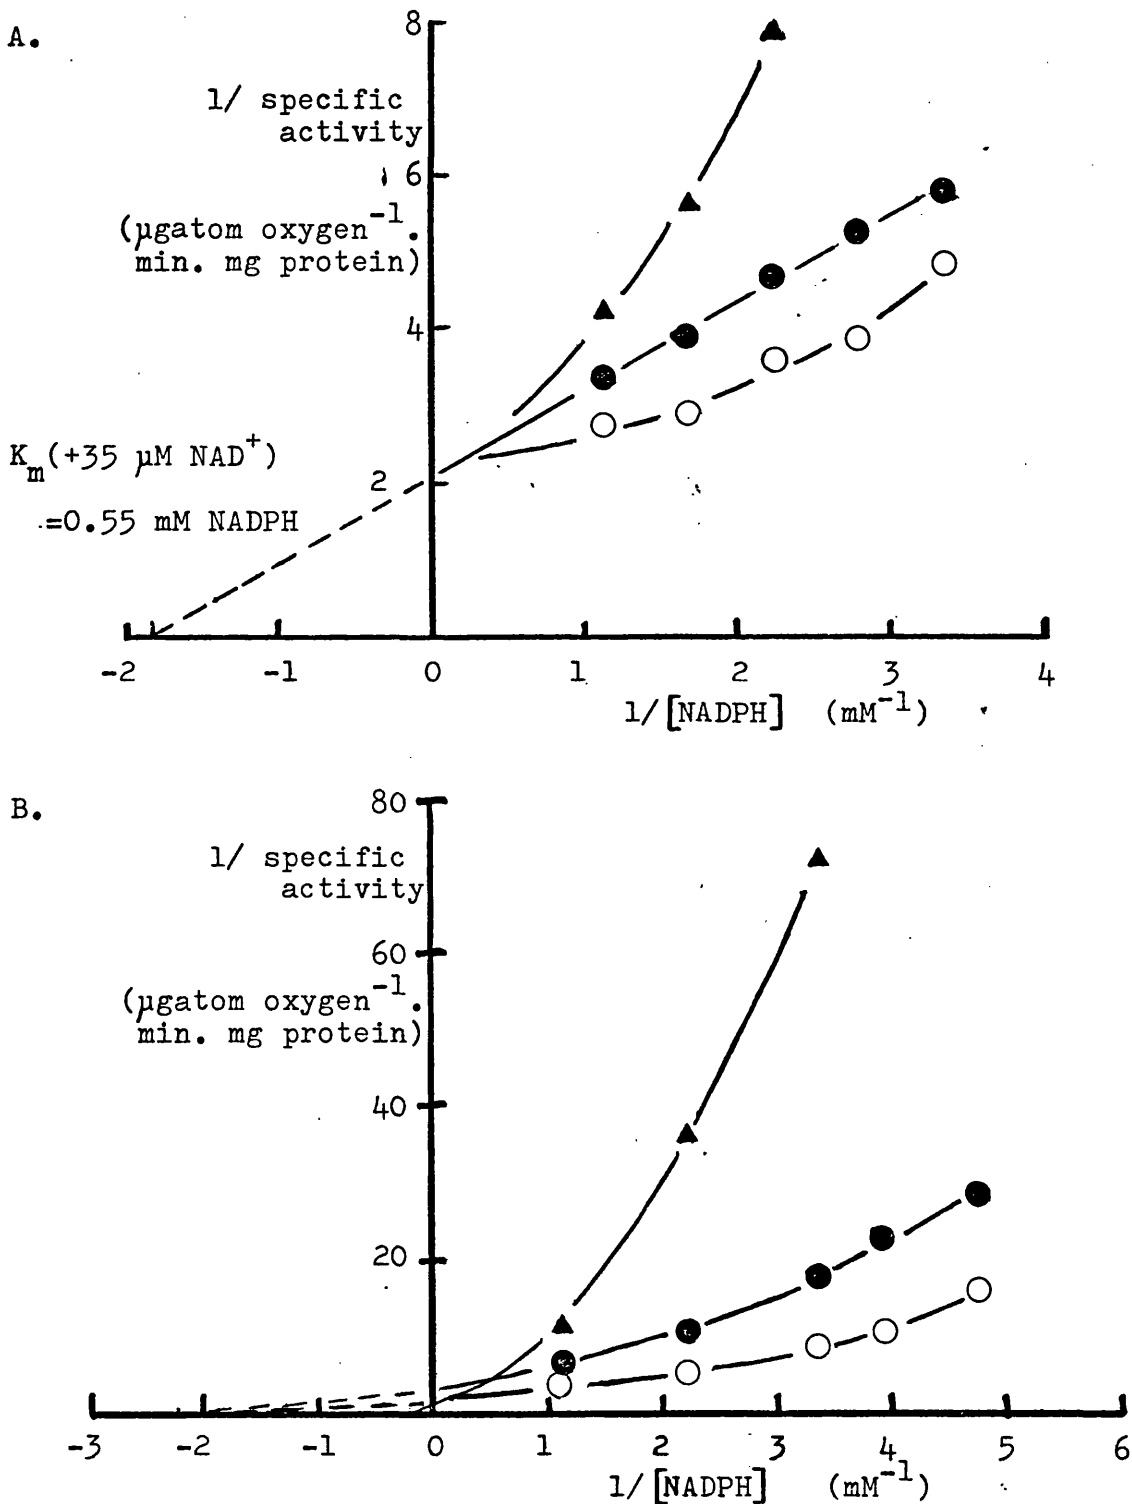 A.
8
1/ specific
activity
6
(µgatom oxygen⁻¹.
min. mg protein)
4
K_m(+35 µM NAD⁺)
2
=0.55 mM NADPH
-2 -1 0 1 2 3 4
1/[NADPH] (mM⁻¹)
B.
80
1/ specific
activity
60
(µgatom oxygen⁻¹.
min. mg protein)
40
20
-3 -2 -1 0 1 2 3 4 5 6
1/[NADPH] (mM⁻¹)